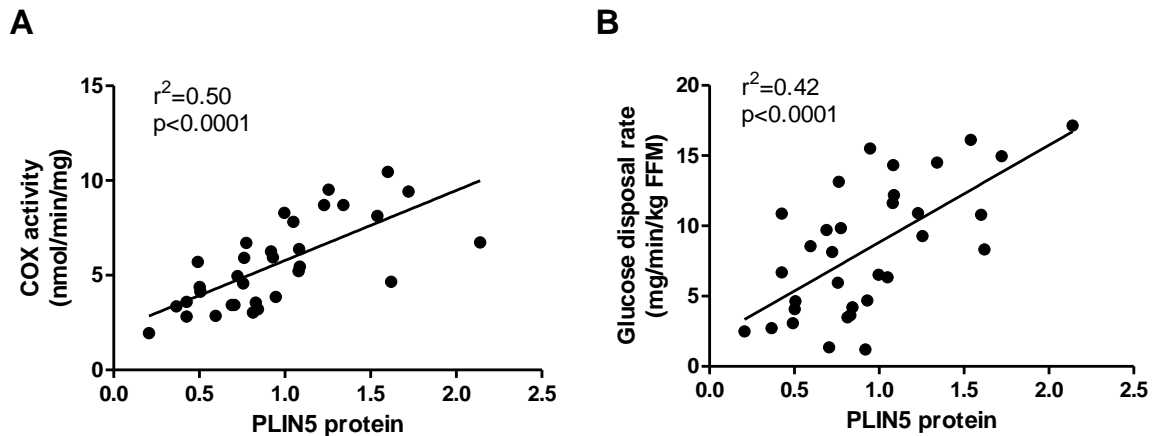 A
r²=0.50
p<0.0001
15
10
5
0
COX activity
(nmol/min/mg)
0.0 0.5 1.0 1.5 2.0 2.5
PLIN5 protein
B
r²=0.42
p<0.0001
20
15
10
5
0
Glucose disposal rate
(mg/min/kg FFM)
0.0 0.5 1.0 1.5 2.0 2.5
PLIN5 protein